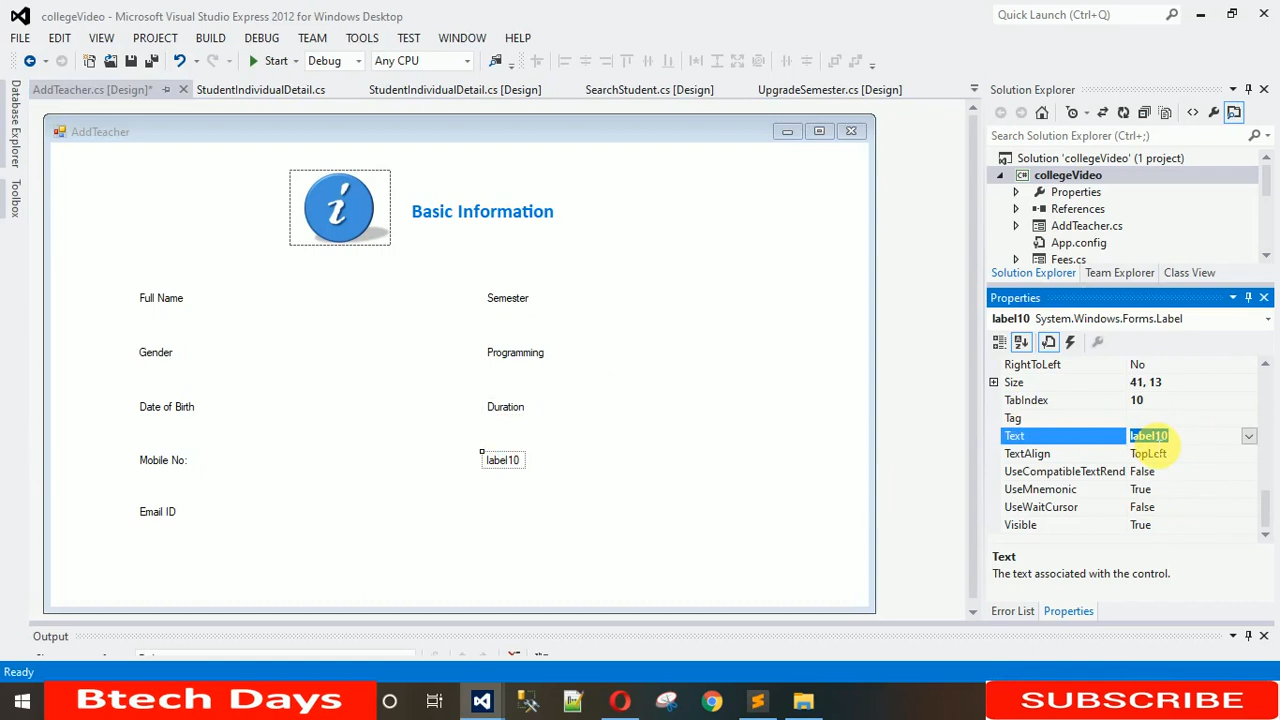 collegeVideo - Microsoft Visual Studio Express 2012 for Windows Desktop
Quick Launch (Ctrl+Q)
FILE EDIT VIEW PROJECT BUILD DEBUG TEAM TOOLS TEST WINDOW HELP
Start Debug Any CPU
AddTeacher.cs [Design]* StudentIndividualDetail.cs StudentIndividualDetail.cs [Design] SearchStudent.cs [Design] UpgradeSemester.cs [Design]
Database Explorer
Toolbox
AddTeacher
i
Basic Information
Full Name Semester
Gender Programming
Date of Birth Duration
Mobile No: label10
Email ID
Solution Explorer
Search Solution Explorer (Ctrl+;)
Solution 'collegeVideo' (1 project)
C# collegeVideo
Properties
References
AddTeacher.cs
App.config
Fees.cs
Solution Explorer Team Explorer Class View
Properties
label10 System.Windows.Forms.Label
RightToLeft No
Size 41, 13
TabIndex 10
Tag
Text label10
TextAlign TopLeft
UseCompatibleTextRend False
UseMnemonic True
UseWaitCursor False
Visible True
Text
The text associated with the control.
Error List Properties
Output
Ready
Btech Days
SUBSCRIBE